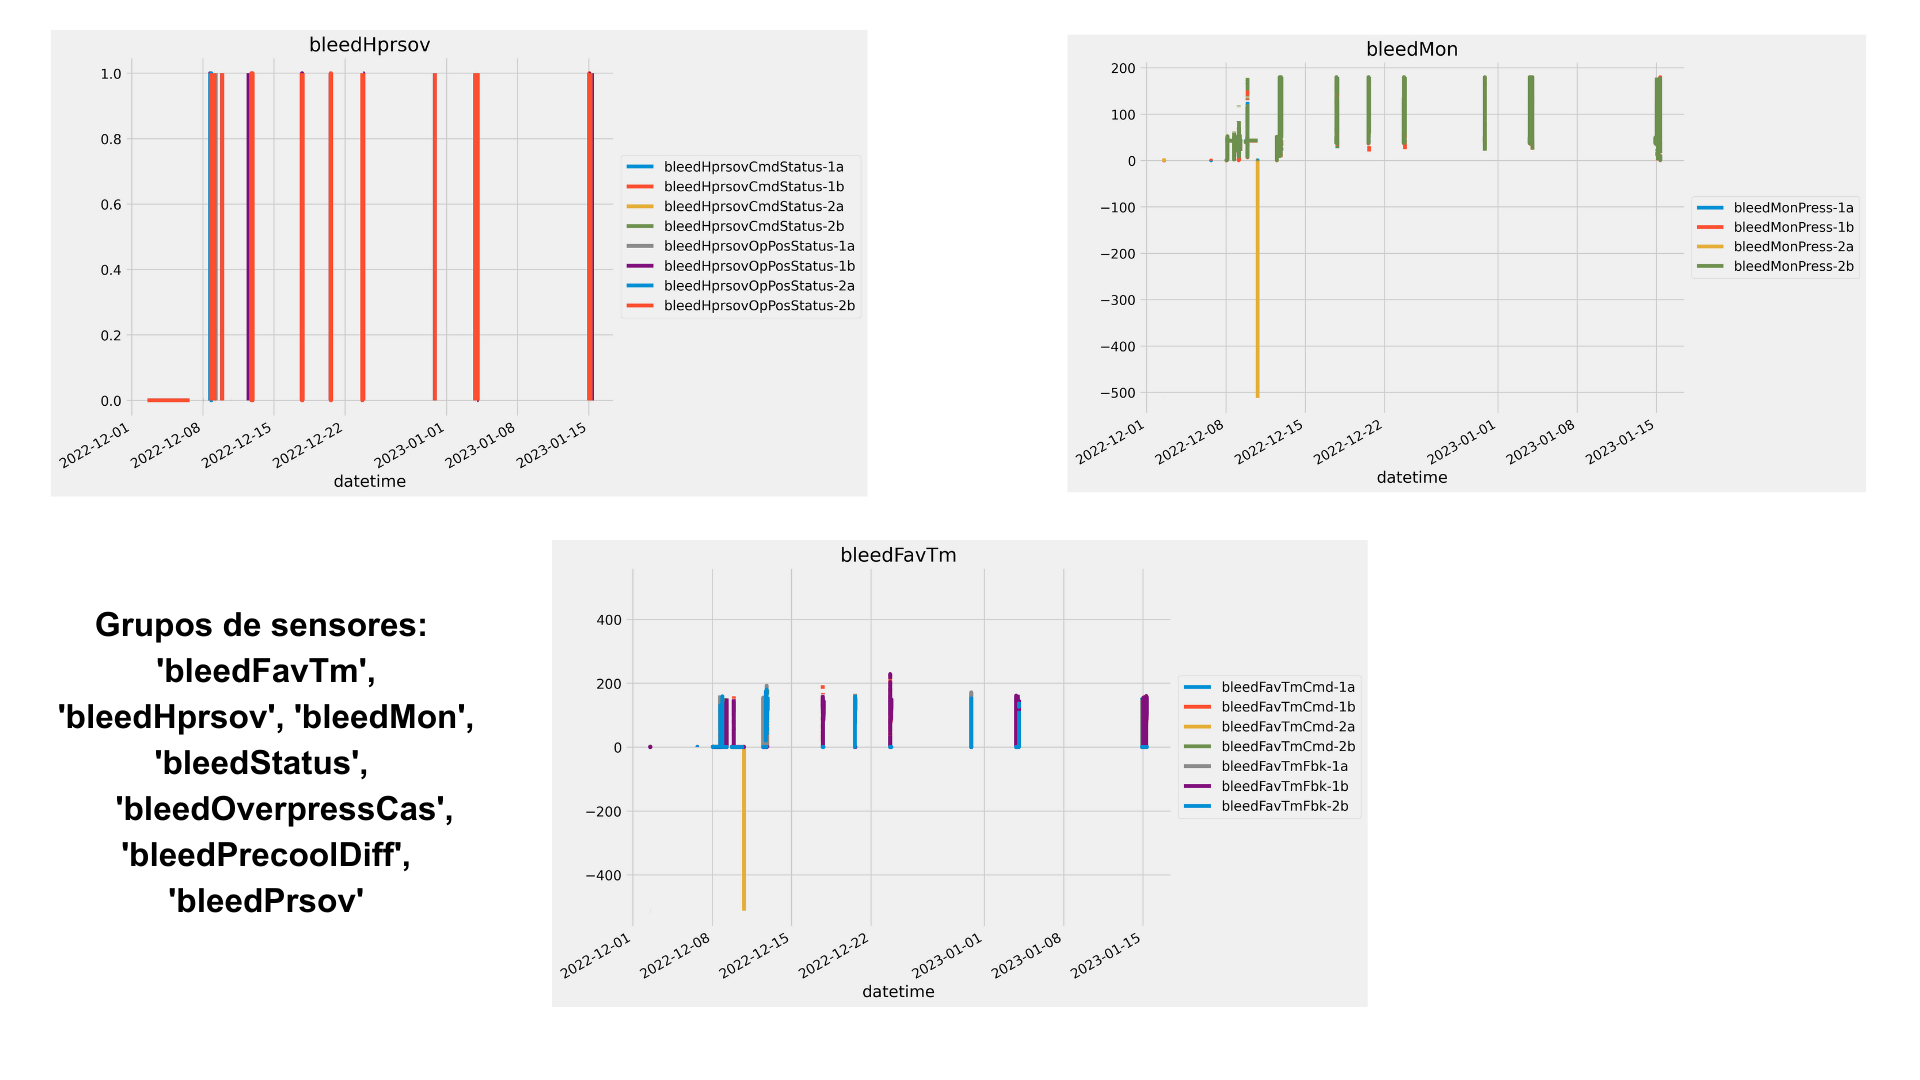 bleedHprsov
1.0
0.8
0.6
0.4
0.2
0.0
2022-12-01
2022-12-08
2022-12-15
2022-12-22
2023-01-01
2023-01-08
2023-01-15
datetime
bleedHprsovCmdStatus-1a
bleedHprsovCmdStatus-1b
bleedHprsovCmdStatus-2a
bleedHprsovCmdStatus-2b
bleedHprsovOpPosStatus-1a
bleedHprsovOpPosStatus-1b
bleedHprsovOpPosStatus-2a
bleedHprsovOpPosStatus-2b
bleedMon
200
100
0
−100
−200
−300
−400
−500
2022-12-01
2022-12-08
2022-12-15
2022-12-22
2023-01-01
2023-01-08
2023-01-15
datetime
bleedMonPress-1a
bleedMonPress-1b
bleedMonPress-2a
bleedMonPress-2b
Grupos de sensores:
'bleedFavTm',
'bleedHprsov', 'bleedMon',
'bleedStatus',
'bleedOverpressCas',
'bleedPrecoolDiff',
'bleedPrsov'
bleedFavTm
400
200
0
−200
−400
2022-12-01
2022-12-08
2022-12-15
2022-12-22
2023-01-01
2023-01-08
2023-01-15
datetime
bleedFavTmCmd-1a
bleedFavTmCmd-1b
bleedFavTmCmd-2a
bleedFavTmCmd-2b
bleedFavTmFbk-1a
bleedFavTmFbk-1b
bleedFavTmFbk-2b